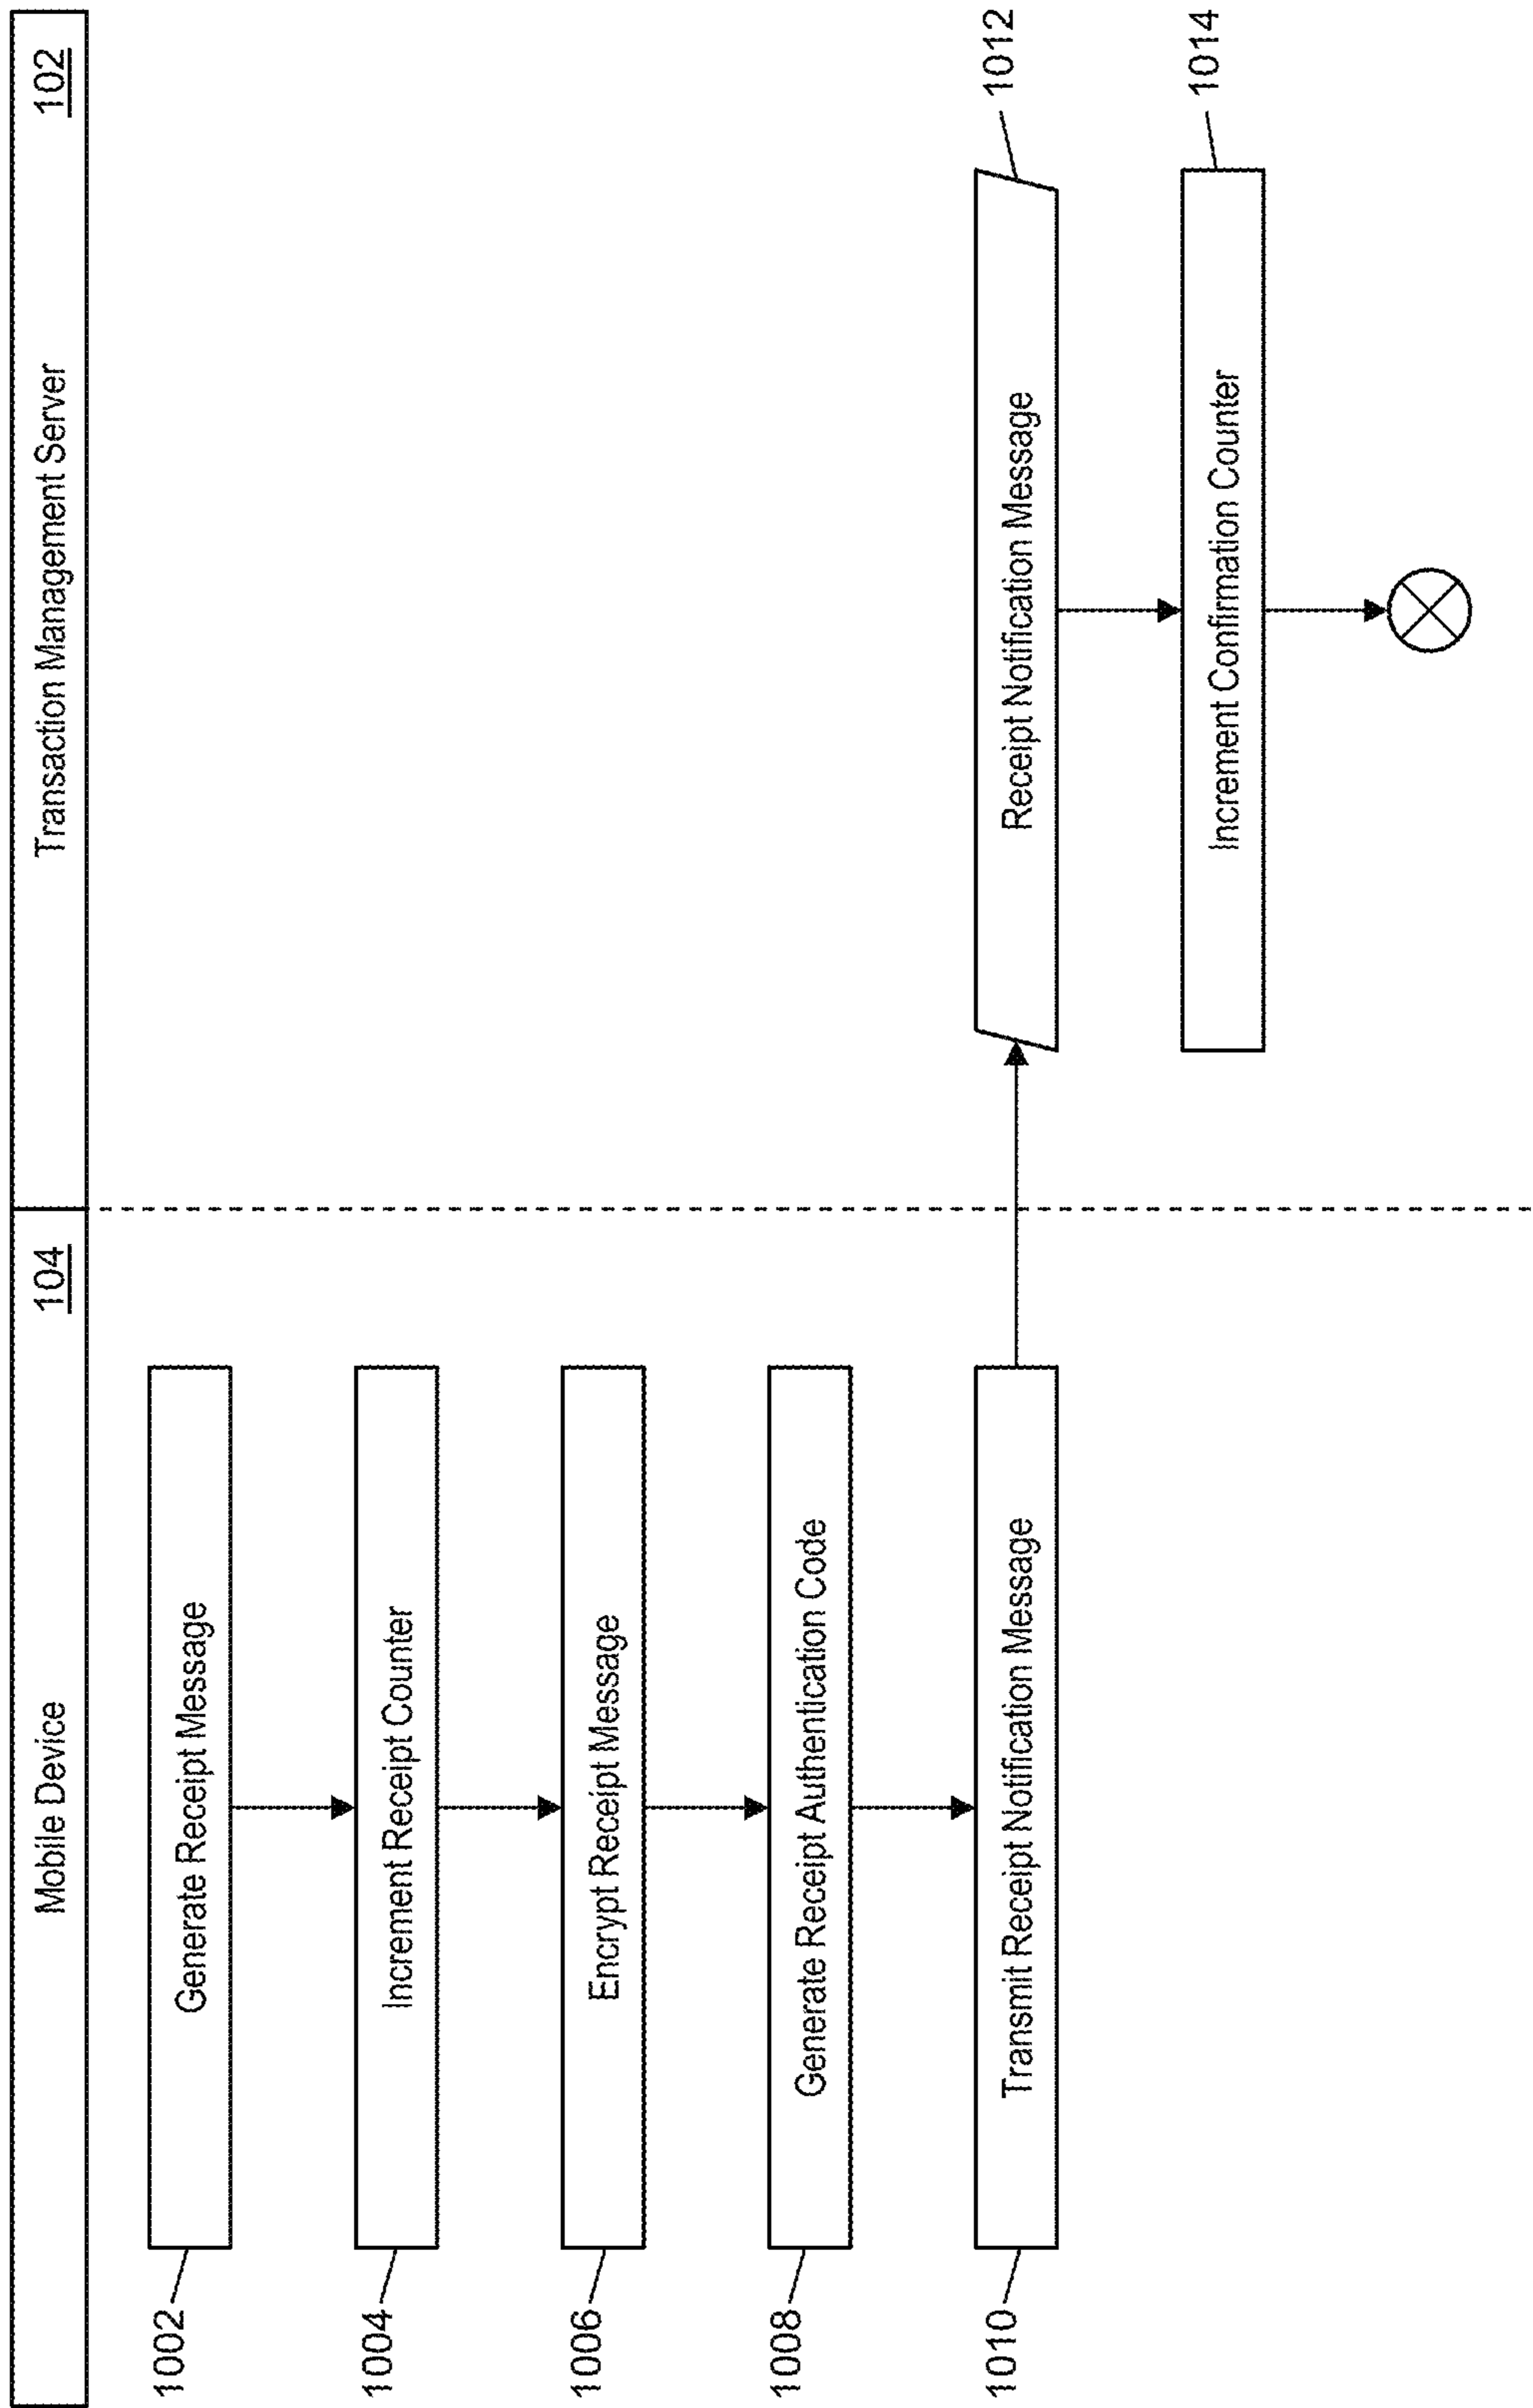 Mobile Device
104
Transaction Management Server
102
1002
Generate Receipt Message
1004
Increment Receipt Counter
1006
Encrypt Receipt Message
1008
Generate Receipt Authentication Code
1010
Transmit Receipt Notification Message
Receipt Notification Message
1012
Increment Confirmation Counter
1014